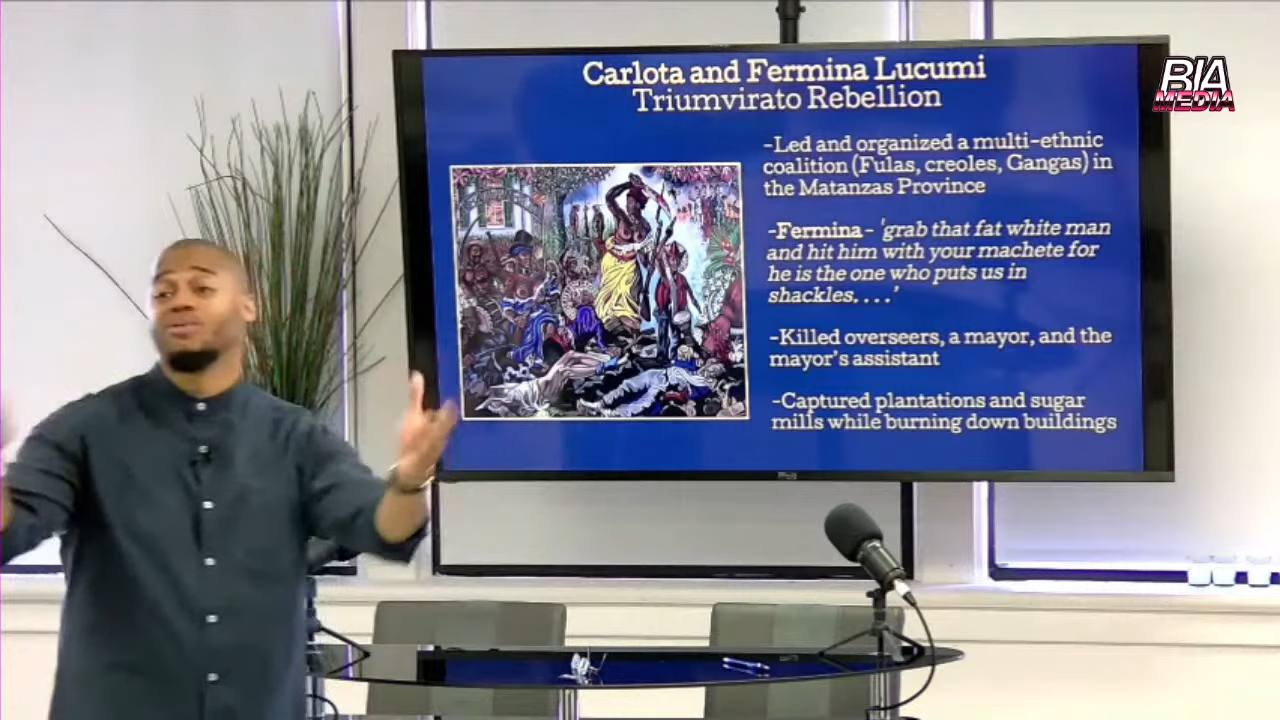 Carlota and Fermina Lucumi
Triumvirato Rebellion
-Led and organized a multi-ethnic
coalition (Fulas, creoles, Gangas) in
the Matanzas Province
-Fermina- 'grab that fat white man
and hit him with your machete for
he is the one who puts us in
shackles. . . .'
-Killed overseers, a mayor, and the
mayor's assistant
-Captured plantations and sugar
mills while burning down buildings
BIA
MEDIA